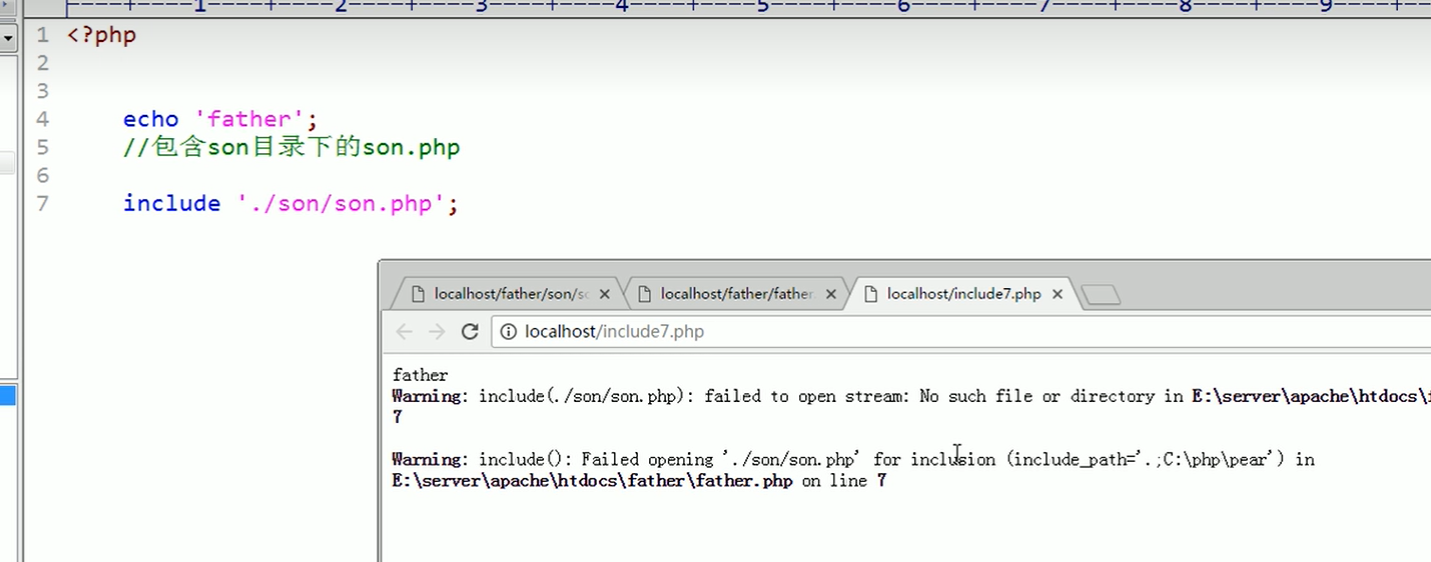 ----+----1----+----2----+----3----+----4----+----5----+----6----+----7----+----8----+----9----+--
1 <?php
2
3
4 echo 'father';
5 //包含son目录下的son.php
6
7 include './son/son.php';
localhost/father/son/s
localhost/father/father
localhost/include7.php
localhost/include7.php
father
Warning: include(./son/son.php): failed to open stream: No such file or directory in E:\server\apache\htdocs\f
7
Warning: include(): Failed opening './son/son.php' for inclusion (include_path='.;C:\php\pear') in
E:\server\apache\htdocs\father\father.php on line 7